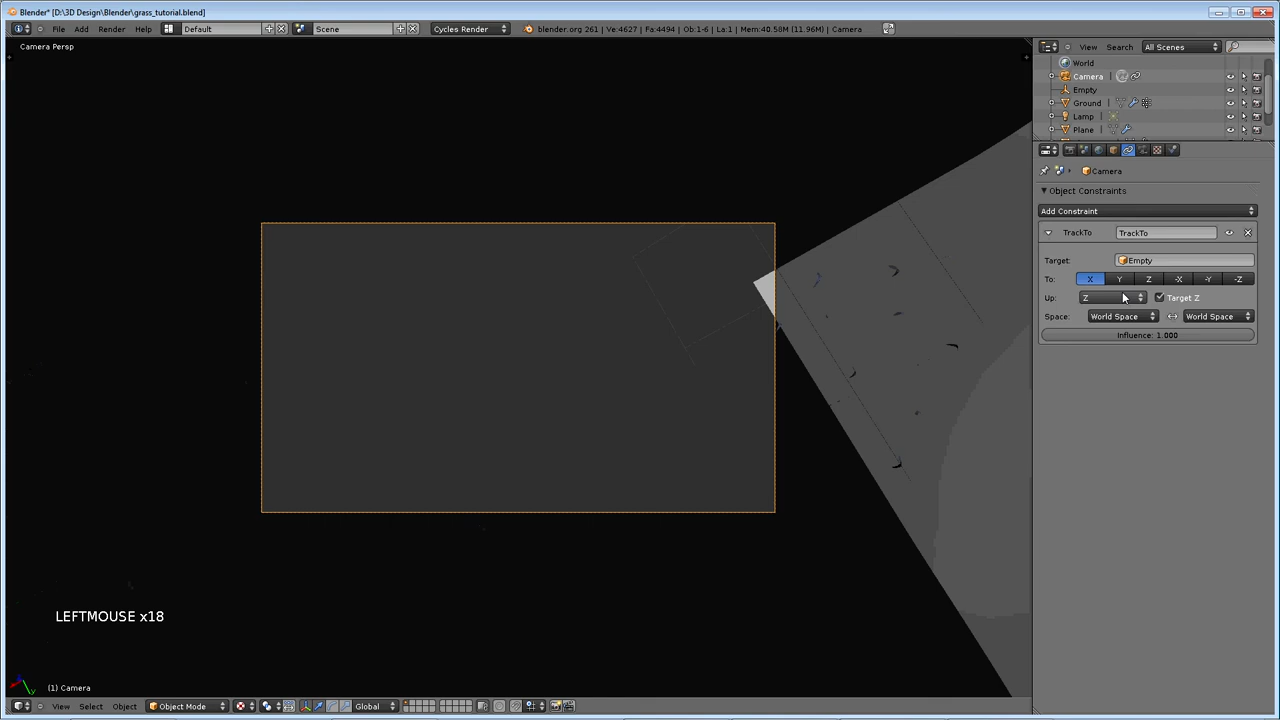 Blender* [D:\3D Design\Blender\grass_tutorial.blend]
File Add Render Help Default Scene Cycles Render blender.org 261 | Ve:4627 | Fa:4494 | Ob:1-6 | La:1 | Mem:40.58M (11.96M) | Camera
Camera Persp
View Search All Scenes
World
Camera
Empty
Ground
Lamp
Plane
Camera
Object Constraints
Add Constraint
TrackTo TrackTo
Target: Empty
To: X Y Z -X -Y -Z
Up: Z Target Z
Space: World Space World Space
Influence: 1.000
LEFTMOUSE x18
y
(1) Camera
View Select Object Object Mode Global